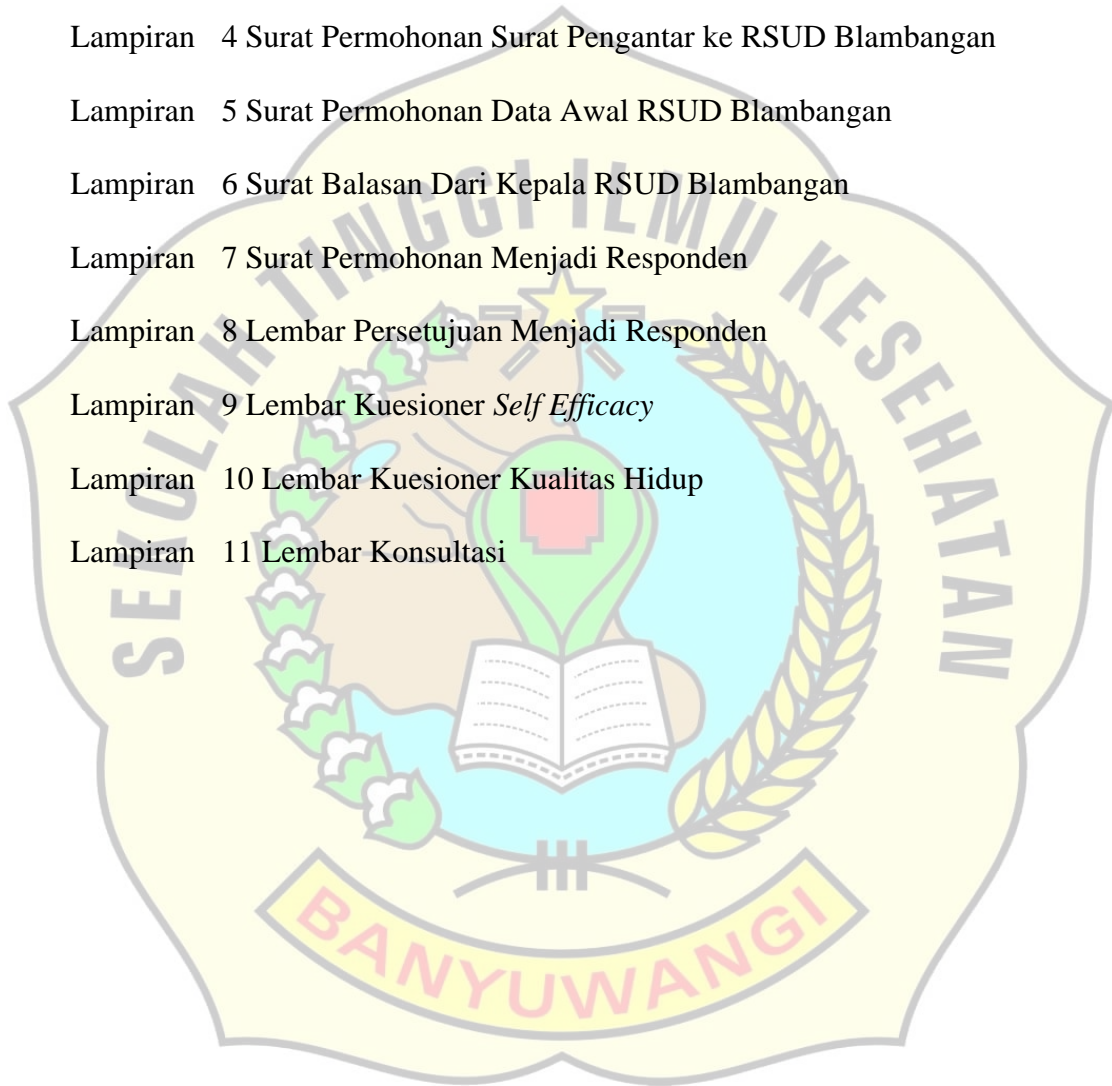 Lampiran 4 Surat Permohonan Surat Pengantar ke RSUD Blambangan
Lampiran 5 Surat Permohonan Data Awal RSUD Blambangan
Lampiran 6 Surat Balasan Dari Kepala RSUD Blambangan
Lampiran 7 Surat Permohonan Menjadi Responden
Lampiran 8 Lembar Persetujuan Menjadi Responden
Lampiran 9 Lembar Kuesioner Self Efficacy
Lampiran 10 Lembar Kuesioner Kualitas Hidup
Lampiran 11 Lembar Konsultasi
SEKOLAH TINGGI ILMU KESEHATAN
BANYUWANGI